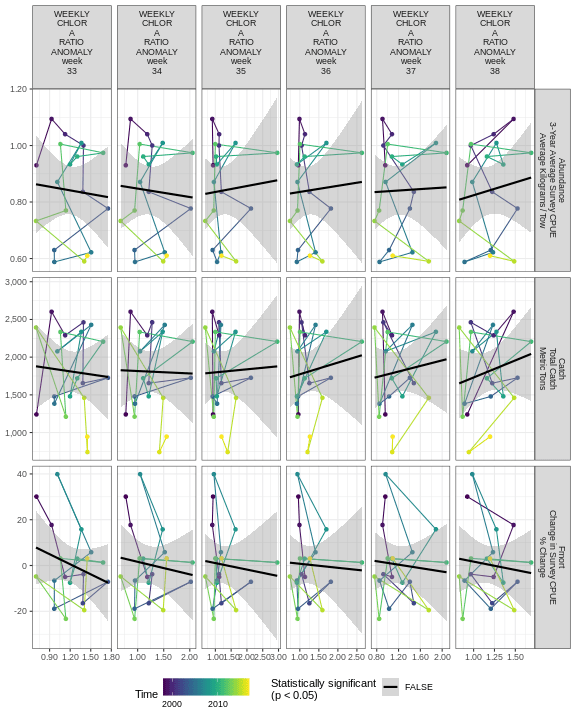 WEEKLY CHLOR A RATIO ANOMALY week 33
WEEKLY CHLOR A RATIO ANOMALY week 34
WEEKLY CHLOR A RATIO ANOMALY week 35
WEEKLY CHLOR A RATIO ANOMALY week 36
WEEKLY CHLOR A RATIO ANOMALY week 37
WEEKLY CHLOR A RATIO ANOMALY week 38
1.20
1.00
0.80
0.60
Abundance
3-Year Average Survey CPUE
Average Kilograms / Tow
3,000
2,500
2,000
1,500
1,000
Catch
Total Catch
Metric Tons
40
20
0
-20
Fmort
Change in Survey CPUE
% Change
0.90 1.20 1.50 1.80
1.00 1.50 2.00
1.00 1.50 2.00 2.50 3.00
1.00 1.50 2.00 2.50
0.80 1.20 1.60 2.00
1.00 1.25 1.50
Time
2000 2010
Statistically significant
(p < 0.05)
FALSE